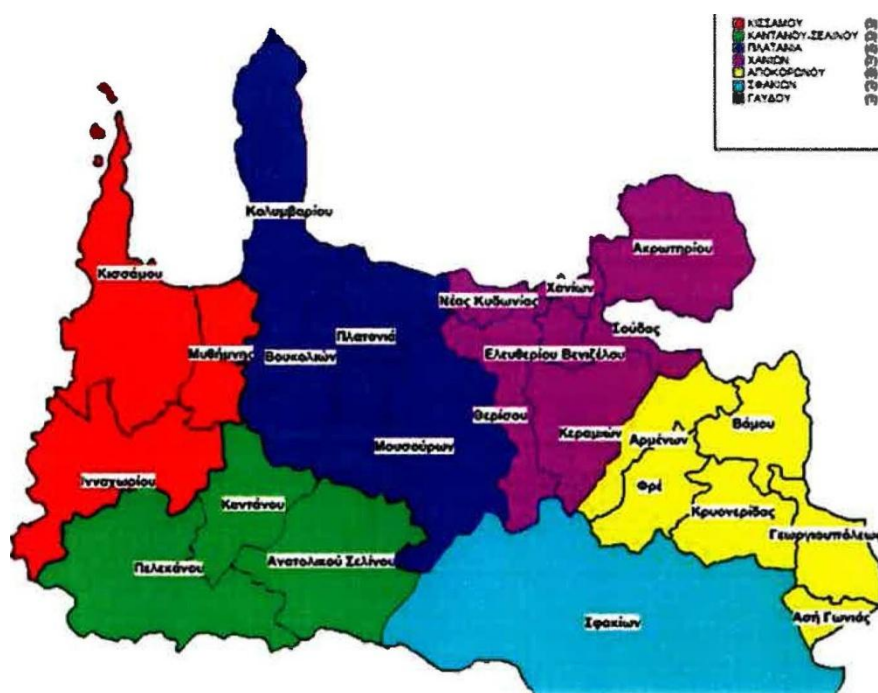 ΚΙΣΣΑΜΟΥ
ΚΑΝΤΑΝΟΥ-ΣΕΛΙΝΟΥ
ΠΛΑΤΑΝΙΑ
ΧΑΝΙΩΝ
ΑΠΟΚΟΡΩΝΟΥ
ΣΦΑΚΙΩΝ
ΓΑΥΔΟΥ
Κολυμβαρίου
Ακρωτηρίου
Κισσάμου
Χανίων
Νέας Κυδωνίας
Σούδας
Πλατανιά
Μυθήμνης
Βουκολιών
Ελευθερίου Βενιζέλου
Θερίσου
Βάμου
Κεραμιών
Αρμένων
Μουσούρων
Ινναχωρίου
Φρέ
Καντάνου
Κρυονερίδας
Γεωργιουπόλεως
Πελεκάνου
Ανατολικού Σελίνου
Ασή Γωνιάς
Σφακίων